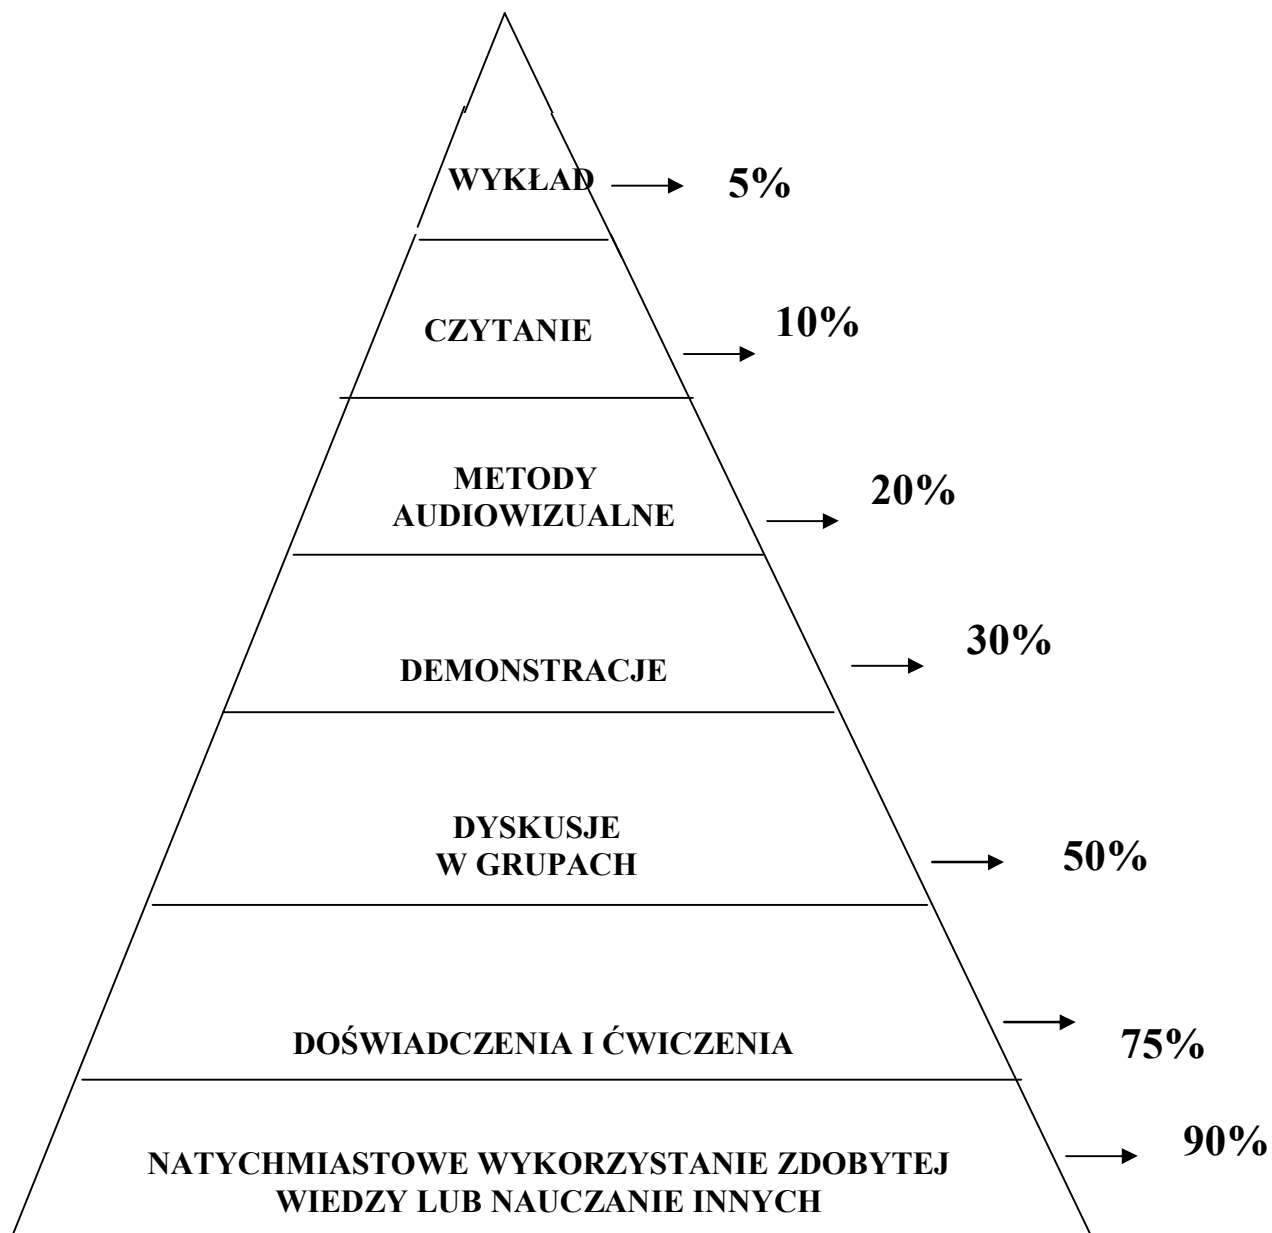 WYKŁAD 5%
CZYTANIE 10%
METODY
AUDIOWIZUALNE 20%
DEMONSTRACJE 30%
DYSKUSJE
W GRUPACH 50%
DOŚWIADCZENIA I ĆWICZENIA 75%
NATYCHMIASTOWE WYKORZYSTANIE ZDOBYTEJ 90%
WIEDZY LUB NAUCZANIE INNYCH